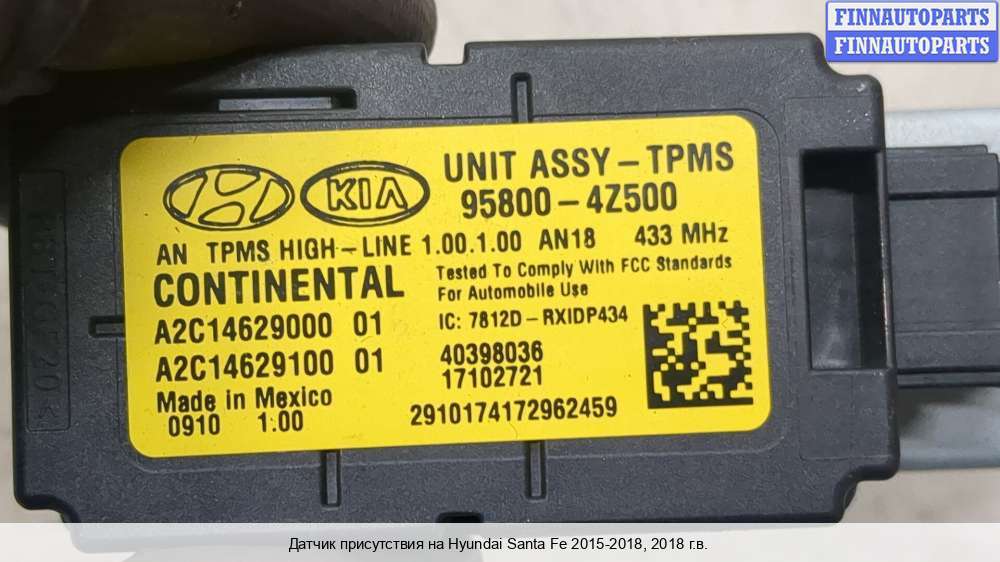 FINNAUTOPARTS
FINNAUTOPARTS
KIA
UNIT ASSY - TPMS
95800 - 4Z500
AN TPMS HIGH - LINE 1.00.1.00 AN18 433 MHz
CONTINENTAL
Tested To Comply With FCC Standards
For Automobile Use
A2C14629000 01
IC: 7812D - RXIDP434
A2C14629100 01
40398036
17102721
Made in Mexico
0910 1.00
2910174172962459
Датчик присутствия на Hyundai Santa Fe 2015-2018, 2018 г.в.